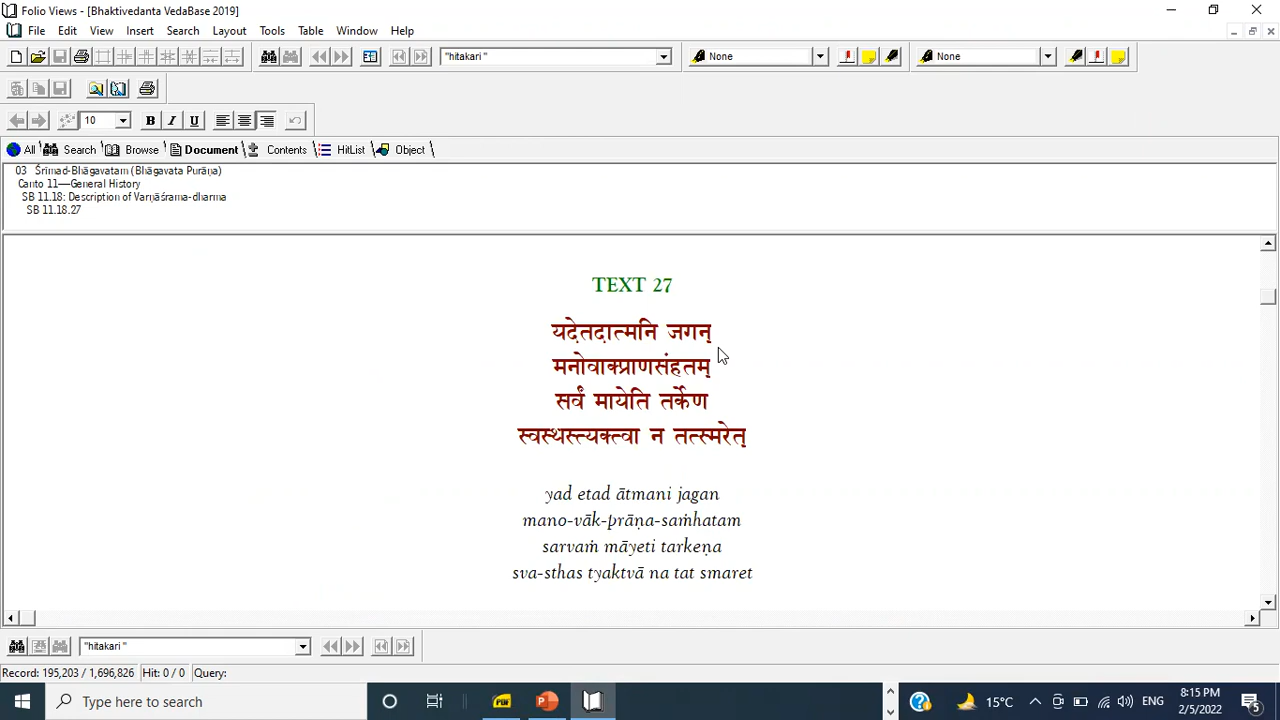 Folio Views - [Bhaktivedanta VedaBase 2019]
File Edit View Insert Search Layout Tools Table Window Help
"hitakari " None None
10 B I U
All Search Browse Document Contents HitList Object
03 Śrīmad-Bhāgavatam (Bhāgavata Purāṇa)
Canto 11—General History
SB 11.18: Description of Varṇāśrama-dharma
SB 11.18.27
TEXT 27
यदेतदात्मनि जगन्
मनोवाक्प्राणसंहतम्
सर्वं मायेति तर्केण
स्वस्थस्त्यक्त्वा न तत्स्मरेत्
yad etad ātmani jagan
mano-vāk-prāṇa-saṁhatam
sarvaṁ māyeti tarkeṇa
sva-sthas tyaktvā na tat smaret
"hitakari "
Record: 195,203 / 1,696,826 Hit: 0 / 0 Query:
Type here to search 15°C ENG 8:15 PM
2/5/2022 5